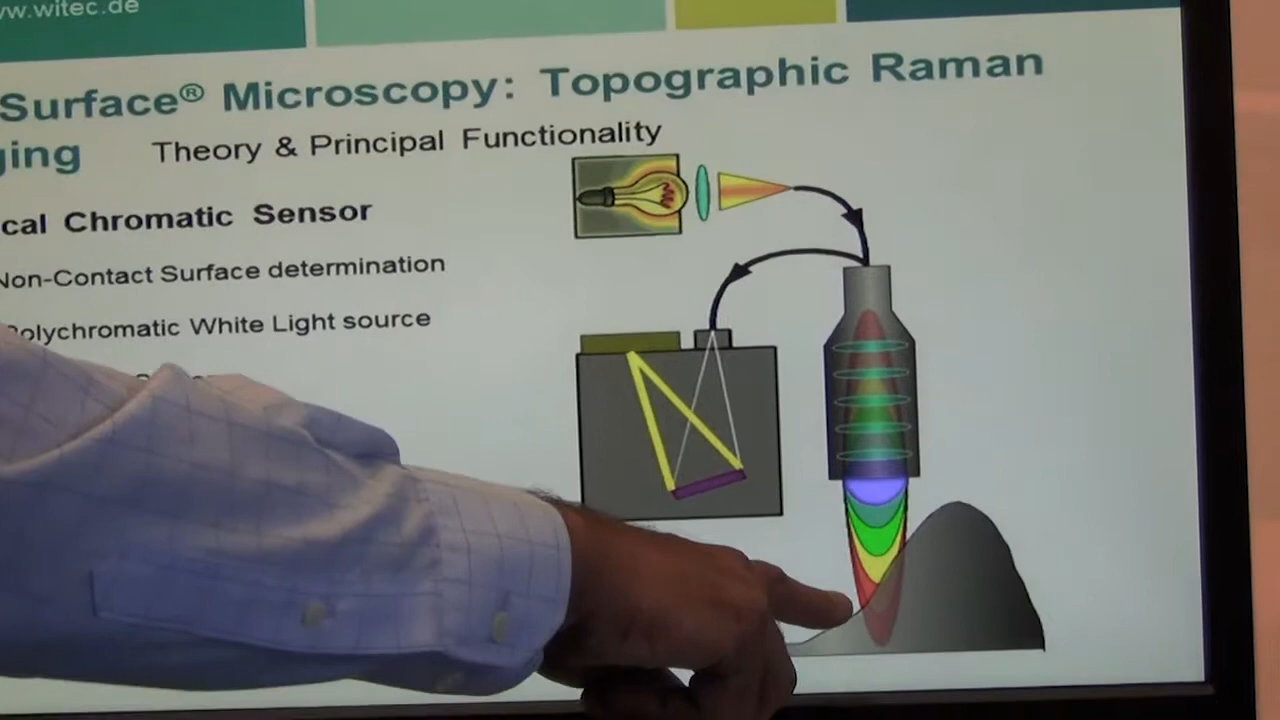 ww.witec.de
Surface® Microscopy: Topographic Raman
ging Theory & Principal Functionality
cal Chromatic Sensor
Non-Contact Surface determination
Polychromatic White Light source